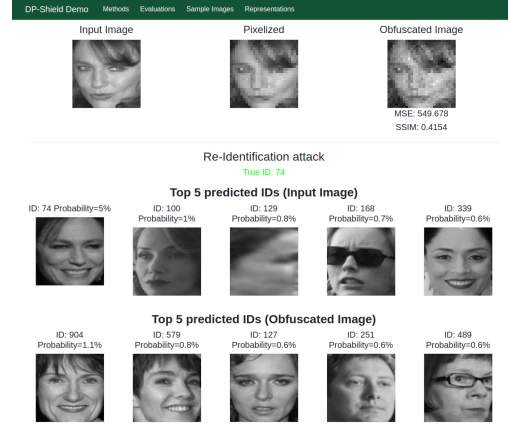 DP-Shield Demo Methods Evaluations Sample Images Representations
Input Image Pixelized Obfuscated Image
MSE: 549.678
SSIM: 0.4154
Re-Identification attack
True ID: 74
Top 5 predicted IDs (Input Image)
ID: 74 Probability=5% ID: 100 ID: 129 ID: 168 ID: 339
Probability=1% Probability=0.8% Probability=0.7% Probability=0.6%
Top 5 predicted IDs (Obfuscated Image)
ID: 904 ID: 579 ID: 127 ID: 251 ID: 489
Probability=1.1% Probability=0.8% Probability=0.6% Probability=0.6% Probability=0.6%